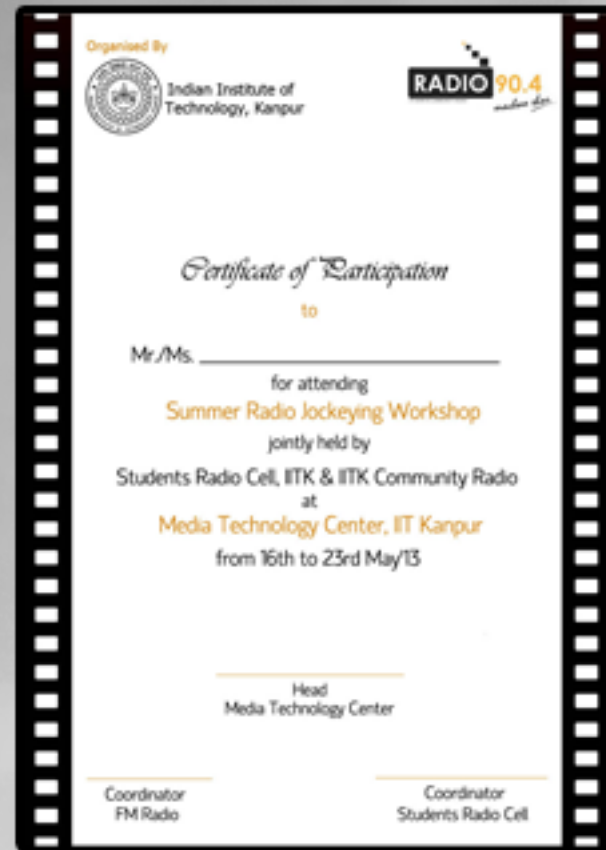 Organised By
Indian Institute of
Technology, Kanpur
RADIO 90.4
Certificate of Participation
to
Mr./Ms.
for attending
Summer Radio Jockeying Workshop
jointly held by
Students Radio Cell, IITK & IITK Community Radio
at
Media Technology Center, IIT Kanpur
from 16th to 23rd May'13
Head
Media Technology Center
Coordinator
FM Radio
Coordinator
Students Radio Cell